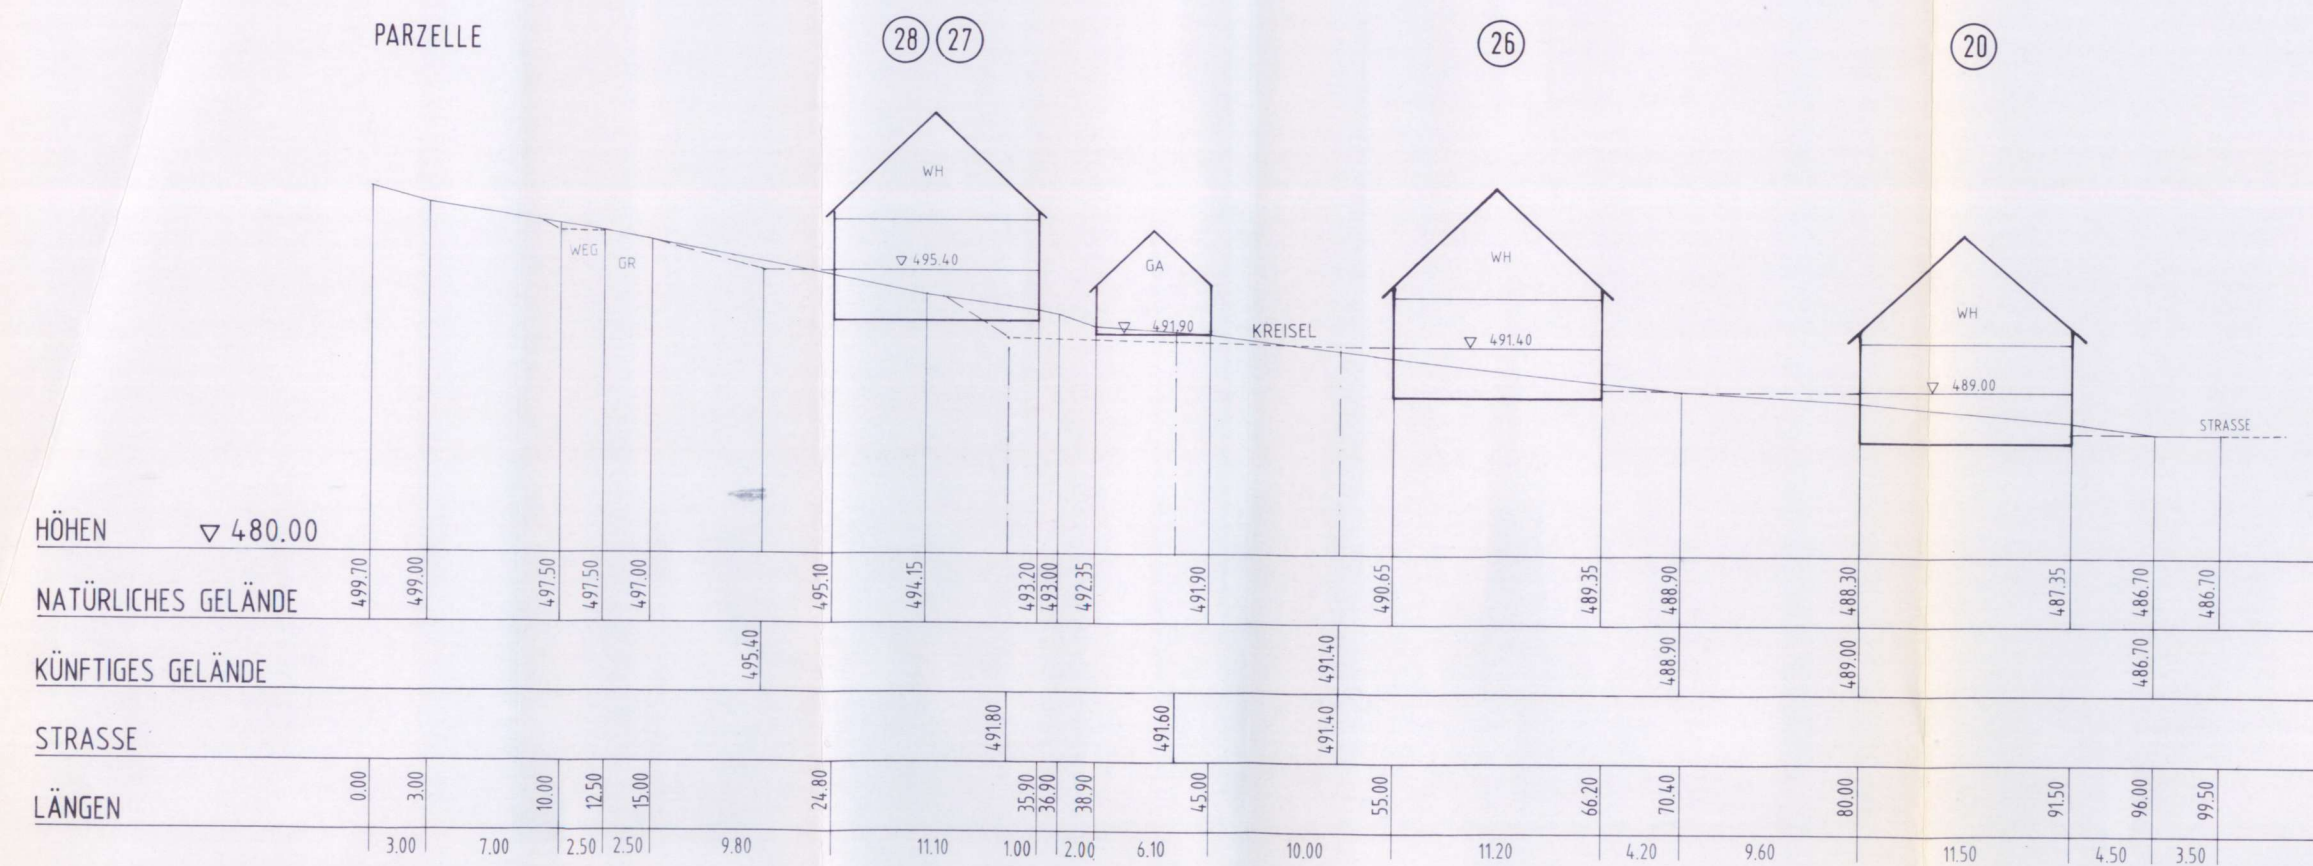 PARZELLE 28 27 26 20
WH
WH
GA
WH
WEG
GR
▽ 495.40
▽ 491.90
KREISEL
▽ 491.40
▽ 489.00
STRASSE
HÖHEN ▽ 480.00
NATÜRLICHES GELÄNDE 499.70 499.00 497.50 497.50 497.00 495.10 494.15 493.20 493.00 492.35 491.90 490.65 489.35 488.90 488.30 487.35 486.70 486.70
KÜNFTIGES GELÄNDE 495.40 491.40 488.90 489.00 486.70
STRASSE 491.80 491.60 491.40
LÄNGEN 0.00 3.00 10.00 12.50 15.00 24.80 35.90 36.90 38.90 45.00 55.00 66.20 70.40 80.00 91.50 96.00 99.50
3.00 7.00 2.50 2.50 9.80 11.10 1.00 2.00 6.10 10.00 11.20 4.20 9.60 11.50 4.50 3.50